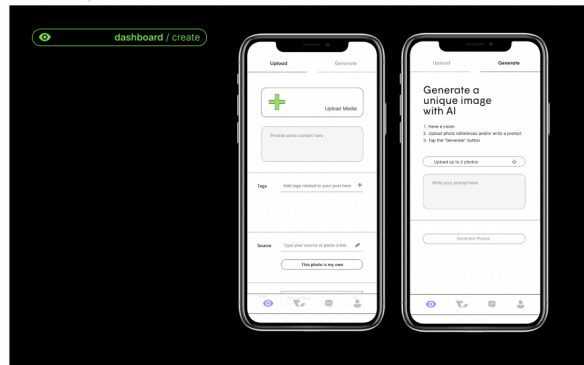 dashboard / create
Upload
Generate
Upload Media
Provide some context here
Tags
Add tags related to your post here
Source
Type your source or paste a link
This photo is my own
Upload
Generate
Generate a
unique image
with AI
1. Have a vision
2. Upload photo references and/or write a prompt
3. Tap the "Generate" button
Upload up to 3 photos
Write your prompt here
Generate Photos